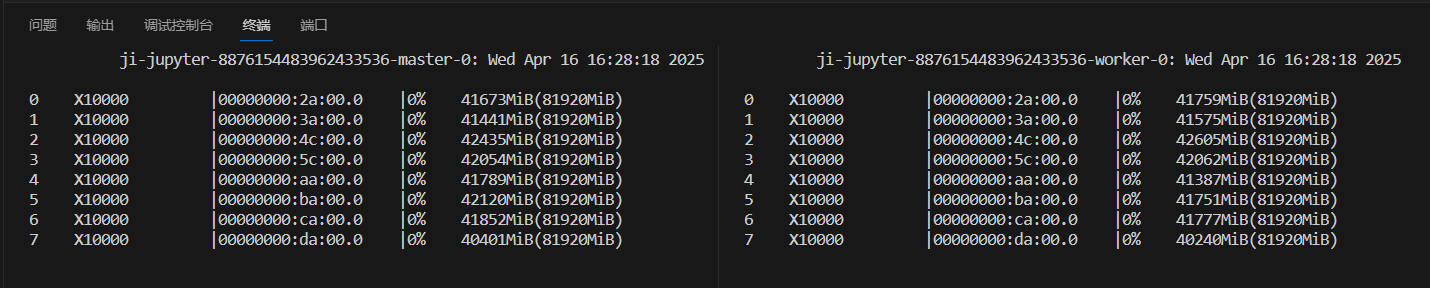 问题 输出 调试控制台 终端 端口
ji-jupyter-8876154483962433536-master-0: Wed Apr 16 16:28:18 2025
0 X10000 |00000000:2a:00.0 |0% 41673MiB(81920MiB)
1 X10000 |00000000:3a:00.0 |0% 41441MiB(81920MiB)
2 X10000 |00000000:4c:00.0 |0% 42435MiB(81920MiB)
3 X10000 |00000000:5c:00.0 |0% 42054MiB(81920MiB)
4 X10000 |00000000:aa:00.0 |0% 41789MiB(81920MiB)
5 X10000 |00000000:ba:00.0 |0% 42120MiB(81920MiB)
6 X10000 |00000000:ca:00.0 |0% 41852MiB(81920MiB)
7 X10000 |00000000:da:00.0 |0% 40401MiB(81920MiB)
ji-jupyter-8876154483962433536-worker-0: Wed Apr 16 16:28:18 2025
0 X10000 |00000000:2a:00.0 |0% 41759MiB(81920MiB)
1 X10000 |00000000:3a:00.0 |0% 41575MiB(81920MiB)
2 X10000 |00000000:4c:00.0 |0% 42605MiB(81920MiB)
3 X10000 |00000000:5c:00.0 |0% 42062MiB(81920MiB)
4 X10000 |00000000:aa:00.0 |0% 41387MiB(81920MiB)
5 X10000 |00000000:ba:00.0 |0% 41751MiB(81920MiB)
6 X10000 |00000000:ca:00.0 |0% 41777MiB(81920MiB)
7 X10000 |00000000:da:00.0 |0% 40240MiB(81920MiB)